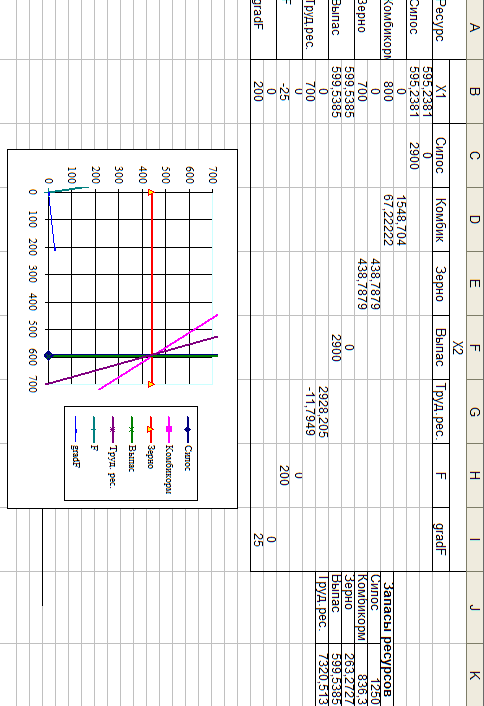 A B C D E F G H I J K
X2
Ресурс X1 Силос Комбик Зерно Выпас Труд.рес. F gradF
595,2381 0
Силос 595,2381 2900
0 1548,704
Комбикорм 800 67,22222 Запасы ресурсов
0 438,7879 Силос 1250
Зерно 700 438,7879 Комбикорм 836,3
599,5385 0 Зерно 263,2727
Выпас 599,5385 2900 Выпас 599,5385
0 2928,205 Труд.рес. 7320,513
Труд.рес. 700 -11,7949
0 0
F -25 200
0 0
gradF 200 25
700
600
500
400
300
200
100
0
0 100 200 300 400 500 600 700
Силос
Комбикорм
Зерно
Выпас
Труд. рес.
F
gradF